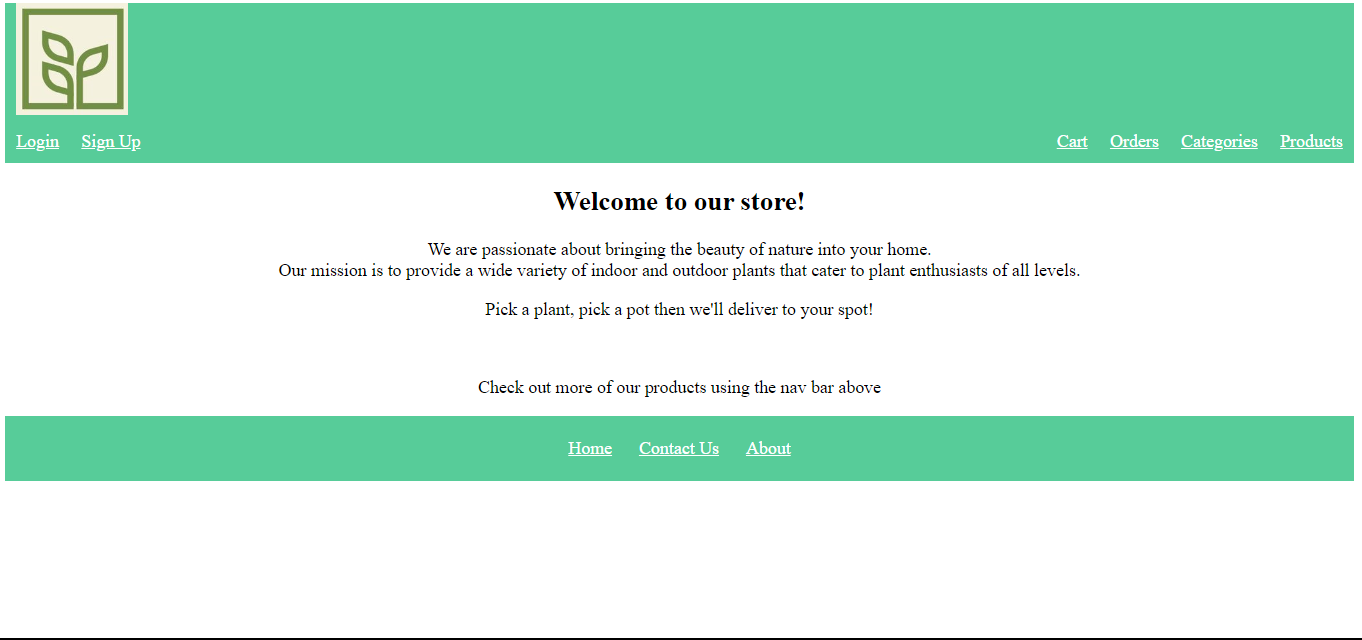 Login Sign Up Cart Orders Categories Products
Welcome to our store!
We are passionate about bringing the beauty of nature into your home.
Our mission is to provide a wide variety of indoor and outdoor plants that cater to plant enthusiasts of all levels.
Pick a plant, pick a pot then we'll deliver to your spot!
Check out more of our products using the nav bar above
Home Contact Us About